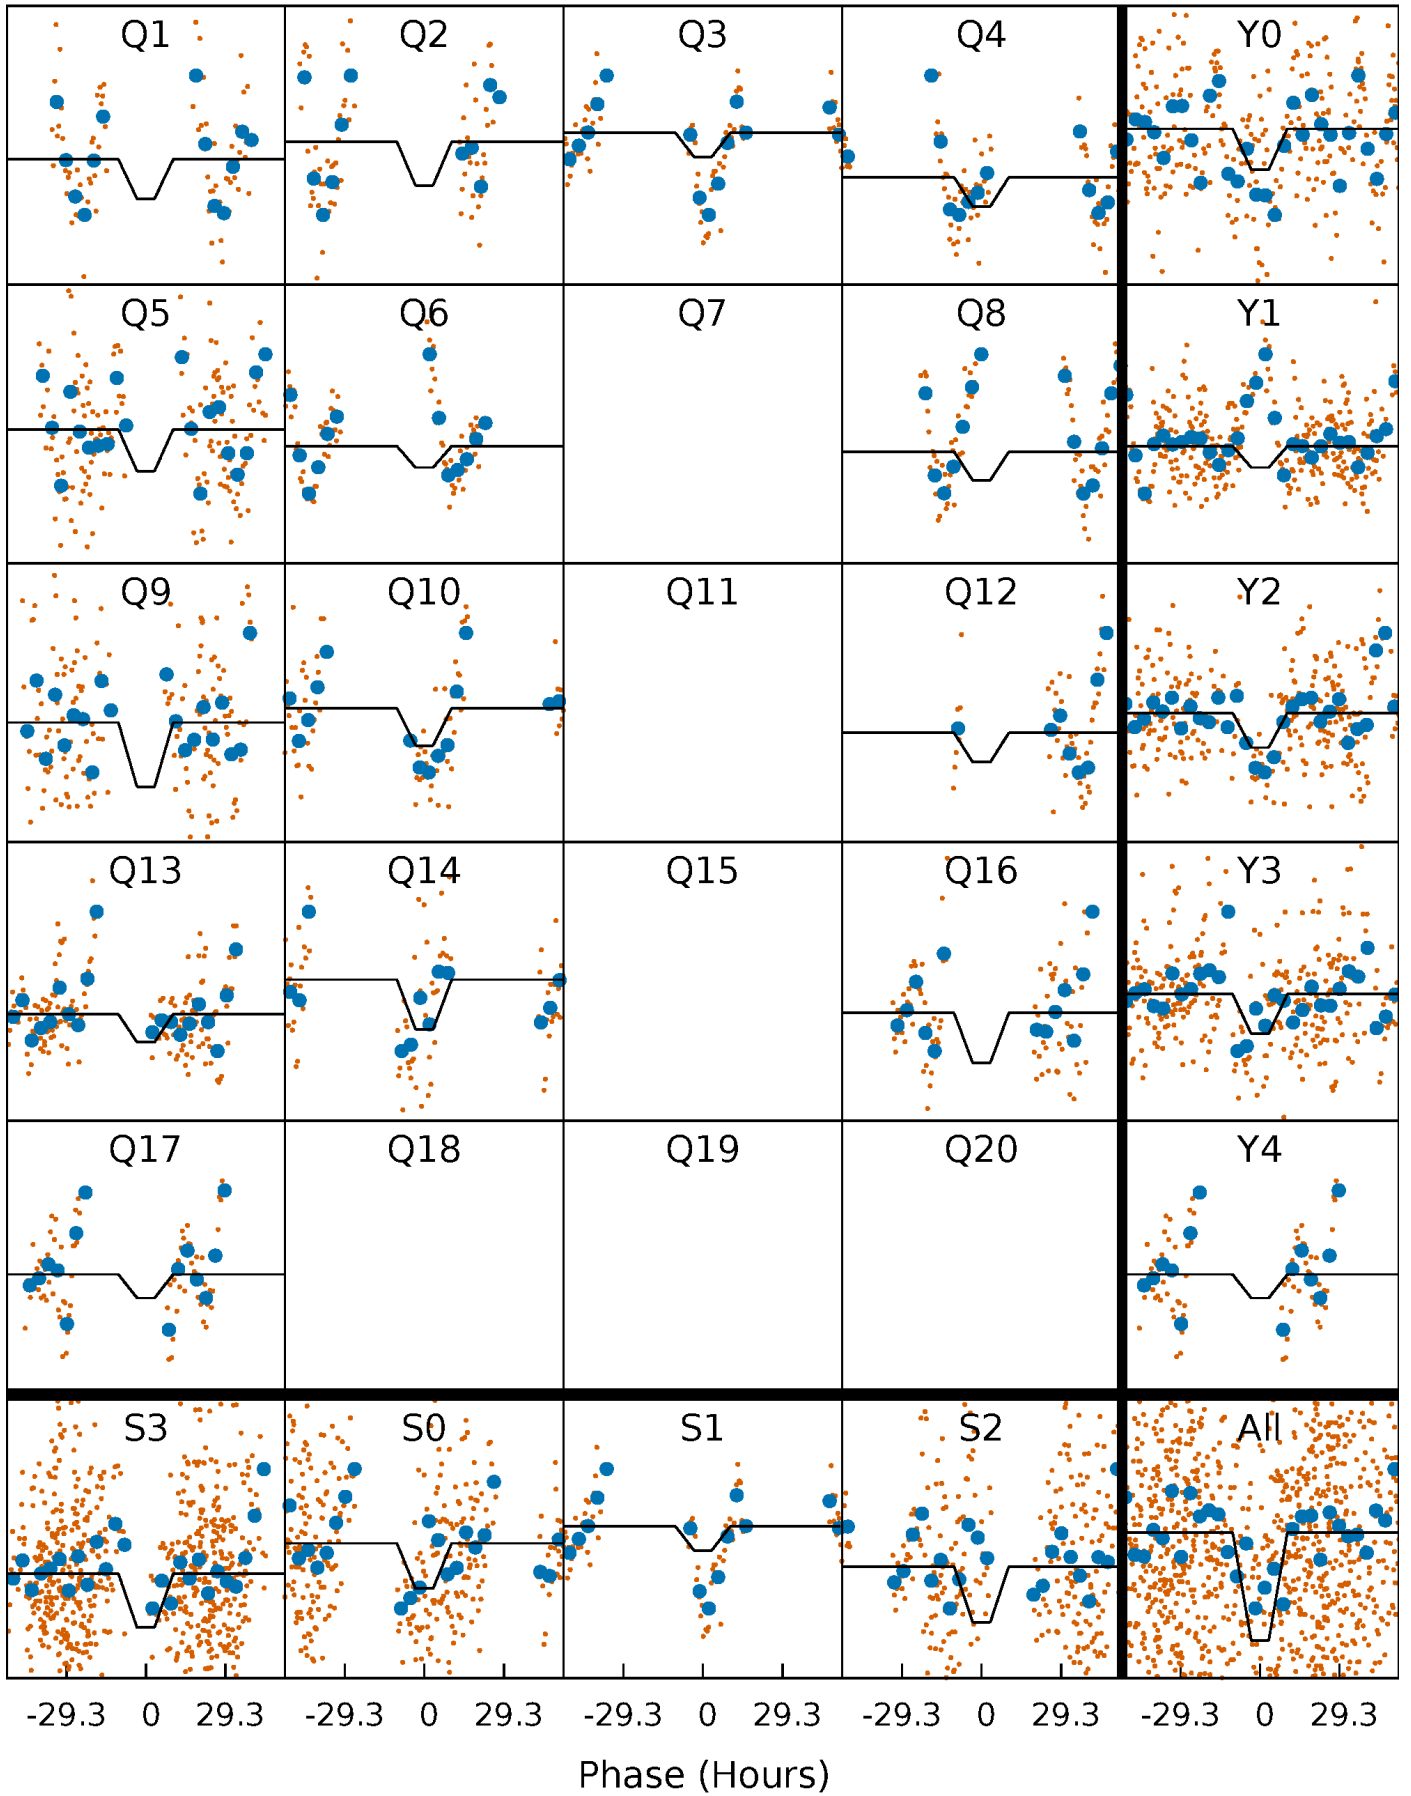 Q1 Q2 Q3 Q4 Y0
Q5 Q6 Q7 Q8 Y1
Q9 Q10 Q11 Q12 Y2
Q13 Q14 Q15 Q16 Y3
Q17 Q18 Q19 Q20 Y4
S3 S0 S1 S2 All
-29.3 0 29.3 -29.3 0 29.3 -29.3 0 29.3 -29.3 0 29.3 -29.3 0 29.3
Phase (Hours)